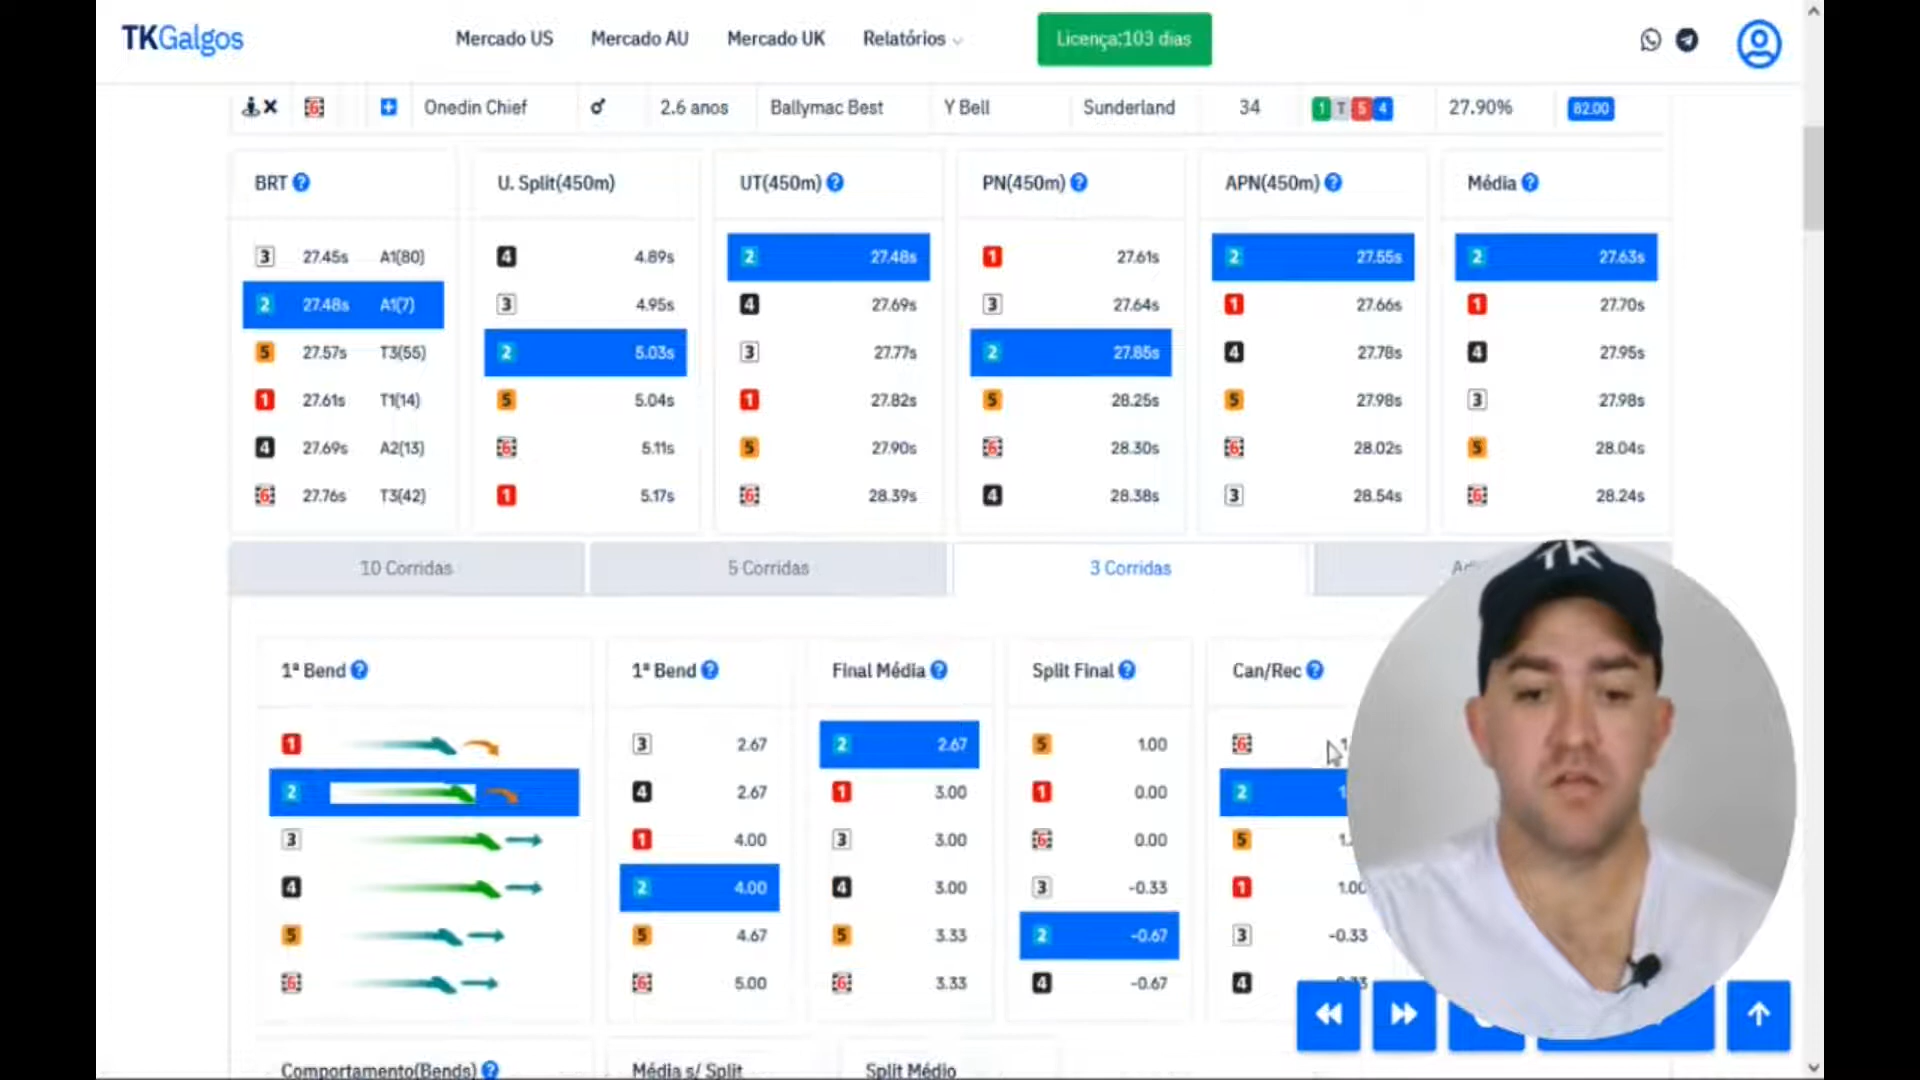 TKGalgos Mercado US Mercado AU Mercado UK Relatórios Licença:103 dias
6 Onedin Chief 2.6 anos Ballymac Best Y Bell Sunderland 34 1 T 5 4 27.90% 82.00
BRT U. Split(450m) UT(450m) PN(450m) APN(450m) Média
3 27.45s A1(80) 4 4.89s 2 27.48s 1 27.61s 2 27.55s 2 27.63s
2 27.48s A1(7) 3 4.95s 4 27.69s 3 27.64s 1 27.66s 1 27.70s
5 27.57s T3(55) 2 5.03s 3 27.77s 2 27.85s 4 27.78s 4 27.95s
1 27.61s T1(14) 5 5.04s 1 27.82s 5 28.25s 5 27.98s 3 27.98s
4 27.69s A2(13) 6 5.11s 5 27.90s 6 28.30s 6 28.02s 5 28.04s
6 27.76s T3(42) 1 5.17s 6 28.39s 4 28.38s 3 28.54s 6 28.24s
10 Corridas 5 Corridas 3 Corridas
TK
1ª Bend 1ª Bend Final Média Split Final Can/Rec
1 3 2.67 2 2.67 5 1.00 6
2 4 2.67 1 3.00 1 0.00 2
3 1 4.00 3 3.00 6 0.00 5
4 2 4.00 4 3.00 3 -0.33 1 1.00
5 5 4.67 5 3.33 2 -0.67 3 -0.33
6 6 5.00 6 3.33 4 -0.67 4
Comportamento(Bends) Média s/ Split Split Médio